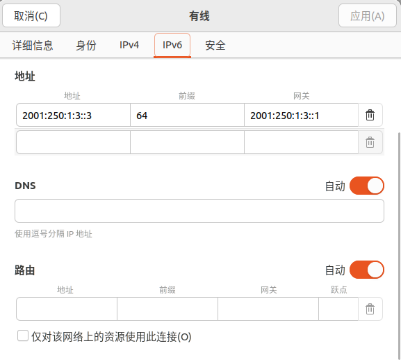 取消(C) 有线 应用(A)
详细信息 身份 IPv4 IPv6 安全
地址
地址 前缀 网关
2001:250:1:3::3 64 2001:250:1:3::1
DNS 自动
使用逗号分隔 IP 地址
路由 自动
地址 前缀 网关 跃点
仅对该网络上的资源使用此连接(O)